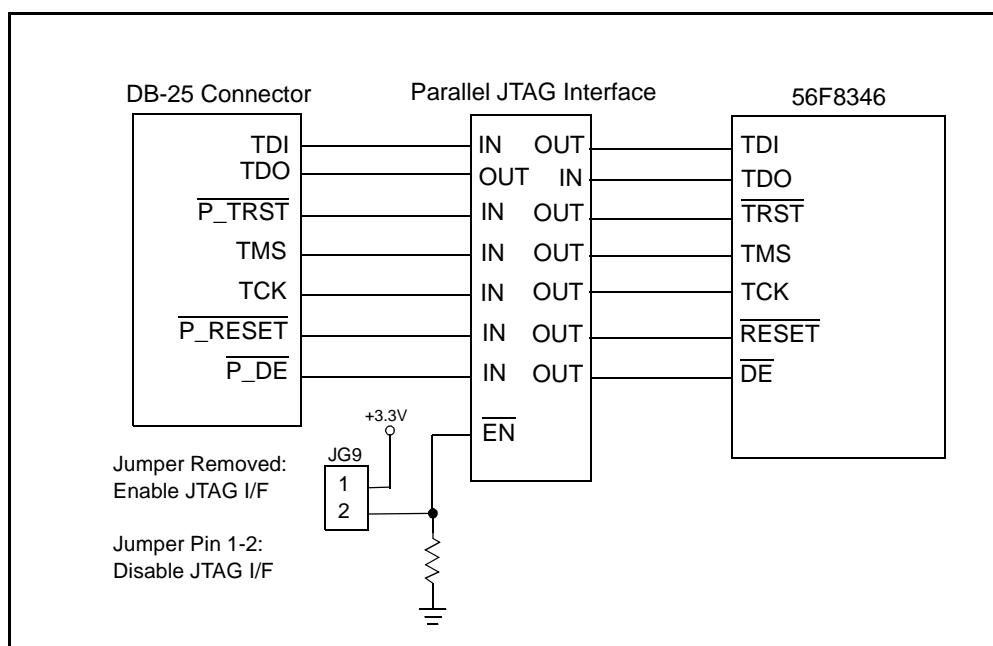 DB-25 Connector
Parallel JTAG Interface
56F8346
TDI IN OUT TDI
TDO OUT IN TDO
P_TRST IN OUT TRST
TMS IN OUT TMS
TCK IN OUT TCK
P_RESET IN OUT RESET
P_DE IN OUT DE
EN
+3.3V
JG9
1
2
Jumper Removed:
Enable JTAG I/F
Jumper Pin 1-2:
Disable JTAG I/F